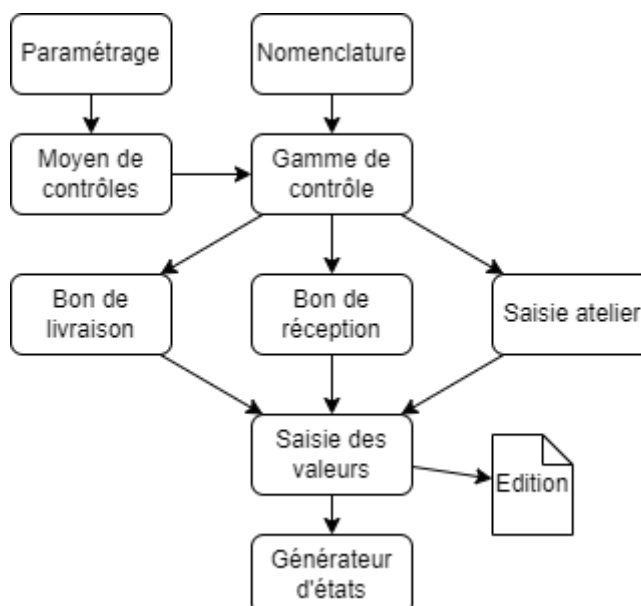 Paramétrage
Nomenclature
Moyen de
contrôles
Gamme de
contrôle
Bon de
livraison
Bon de
réception
Saisie atelier
Saisie des
valeurs
Edition
Générateur
d'états